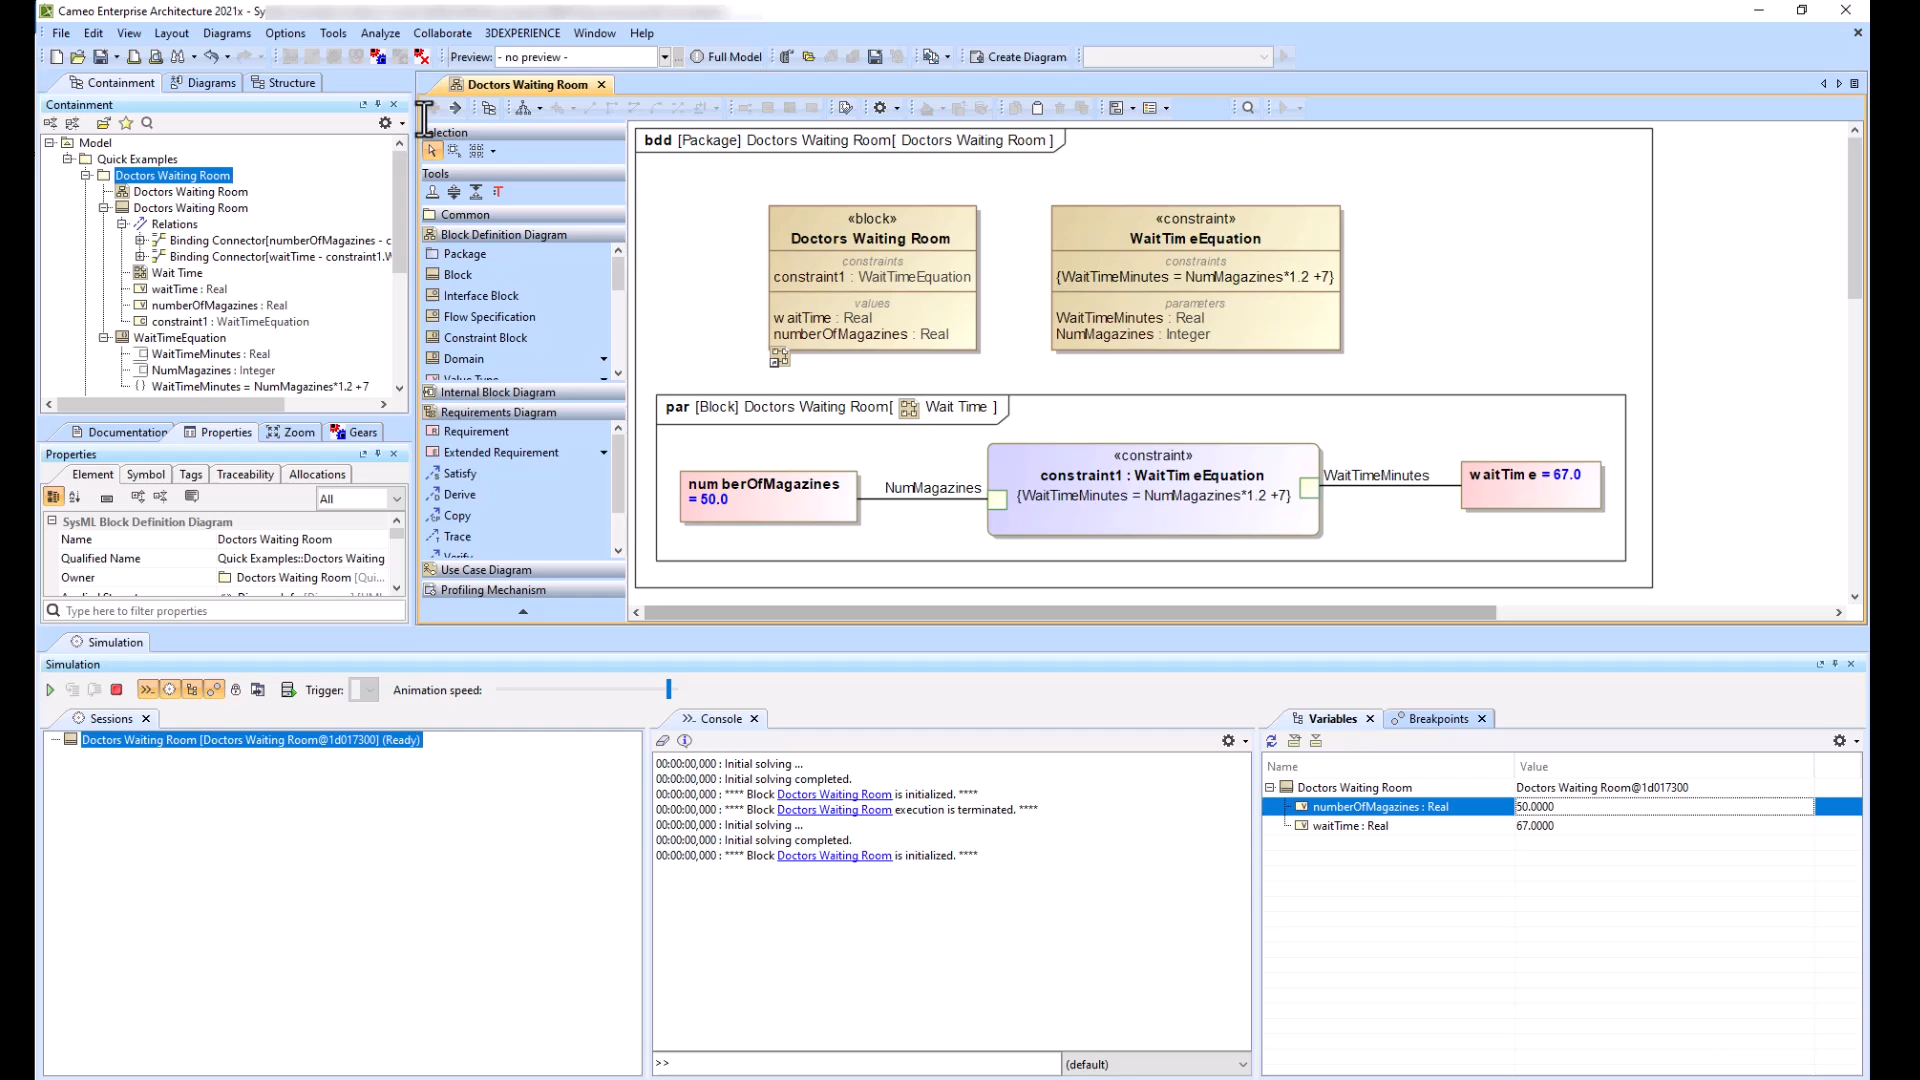 Cameo Enterprise Architecture 2021x - Sy
File Edit View Layout Diagrams Options Tools Analyze Collaborate 3DEXPERIENCE Window Help
Preview: - no preview - ... Full Model Create Diagram
Containment Diagrams Structure
Doctors Waiting Room
Containment
Model
Quick Examples
Doctors Waiting Room
Doctors Waiting Room
Doctors Waiting Room
Relations
Binding Connector[numberOfMagazines - c
Binding Connector[waitTime - constraint1.W
Wait Time
waitTime : Real
numberOfMagazines : Real
constraint1 : WaitTimeEquation
WaitTimeEquation
WaitTimeMinutes : Real
NumMagazines : Integer
{} WaitTimeMinutes = NumMagazines*1.2 +7
Documentation Properties Zoom Gears
Properties
Element Symbol Tags Traceability Allocations
All
SysML Block Definition Diagram
Name Doctors Waiting Room
Qualified Name Quick Examples::Doctors Waiting
Owner Doctors Waiting Room [Qui...
Type here to filter properties
lection
Tools
Common
Block Definition Diagram
Package
Block
Interface Block
Flow Specification
Constraint Block
Domain
Value Type
Internal Block Diagram
Requirements Diagram
Requirement
Extended Requirement
Satisfy
Derive
Copy
Trace
Verify
Use Case Diagram
Profiling Mechanism
bdd [Package] Doctors Waiting Room[ Doctors Waiting Room ]
«block»
Doctors Waiting Room
constraints
constraint1 : WaitTimeEquation
values
waitTime : Real
numberOfMagazines : Real
«constraint»
WaitTimeEquation
constraints
{WaitTimeMinutes = NumMagazines*1.2 +7}
parameters
WaitTimeMinutes : Real
NumMagazines : Integer
par [Block] Doctors Waiting Room[ Wait Time ]
numberOfMagazines
= 50.0
NumMagazines
«constraint»
constraint1 : WaitTimeEquation
{WaitTimeMinutes = NumMagazines*1.2 +7}
WaitTimeMinutes
waitTime = 67.0
Simulation
Simulation
Trigger: Animation speed:
Sessions
Doctors Waiting Room [Doctors Waiting Room@1d017300] (Ready)
Console
00:00:00,000 : Initial solving ...
00:00:00,000 : Initial solving completed.
00:00:00,000 : **** Block Doctors Waiting Room is initialized. ****
00:00:00,000 : **** Block Doctors Waiting Room execution is terminated. ****
00:00:00,000 : Initial solving ...
00:00:00,000 : Initial solving completed.
00:00:00,000 : **** Block Doctors Waiting Room is initialized. ****
>> (default)
Variables Breakpoints
Name Value
Doctors Waiting Room Doctors Waiting Room@1d017300
numberOfMagazines : Real 50.0000
waitTime : Real 67.0000